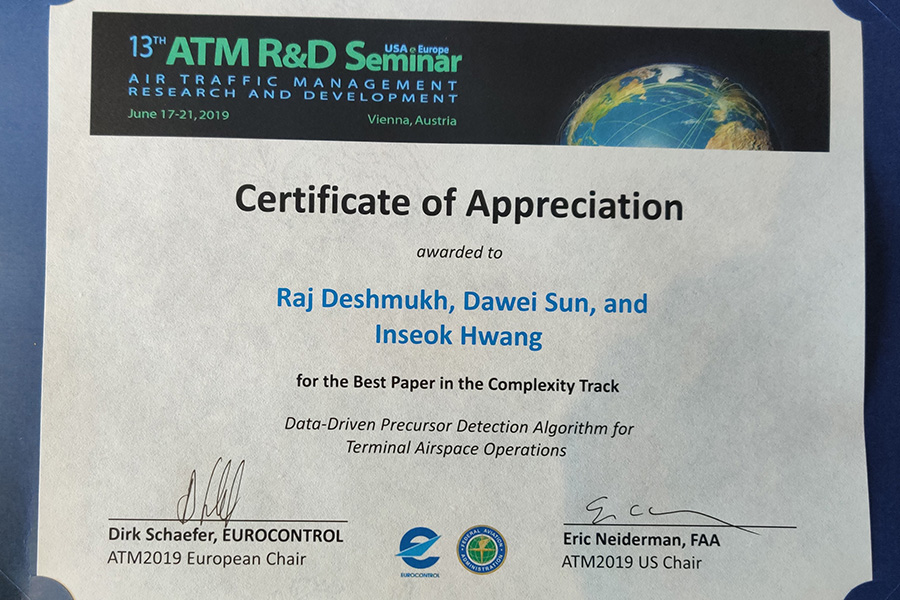 13TH ATM R&D Seminar USA & Europe
AIR TRAFFIC MANAGEMENT
RESEARCH AND DEVELOPMENT
June 17-21, 2019 Vienna, Austria
Certificate of Appreciation
awarded to
Raj Deshmukh, Dawei Sun, and
Inseok Hwang
for the Best Paper in the Complexity Track
Data-Driven Precursor Detection Algorithm for
Terminal Airspace Operations
Dirk Schaefer, EUROCONTROL
ATM2019 European Chair
EUROCONTROL
FEDERAL AVIATION ADMINISTRATION
Eric Neiderman, FAA
ATM2019 US Chair